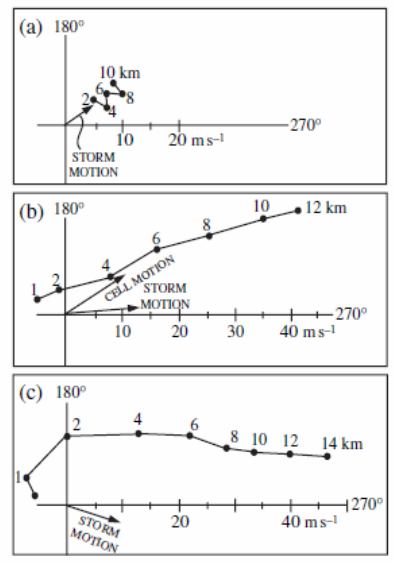 (a) 180°
10 km
6
2
8
4
270°
10
20 m s–1
STORM
MOTION
(b) 180°
12 km
10
8
6
4
2
1
CELL MOTION
STORM
MOTION
270°
10
20
30
40 m s–1
(c) 180°
2
4
6
8
10
12
14 km
1
270°
20
40 m s–1
STORM
MOTION